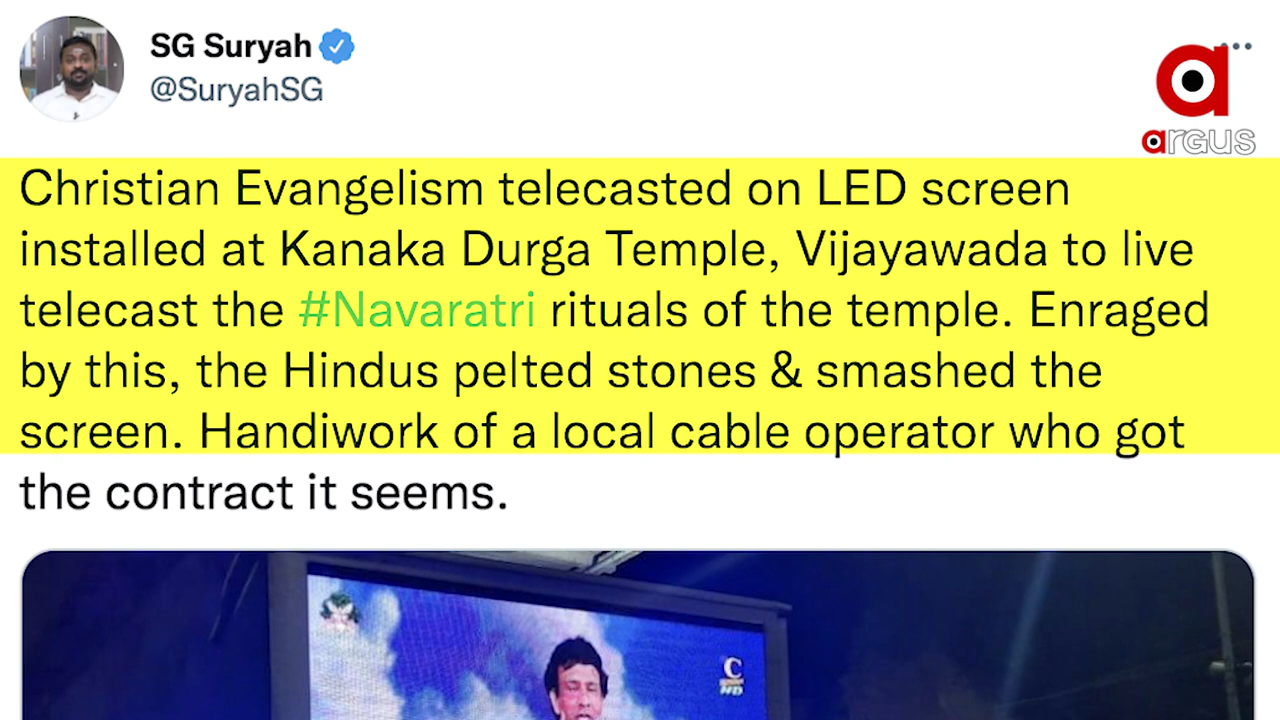 SG Suryah
@SuryahSG
argus
Christian Evangelism telecasted on LED screen
installed at Kanaka Durga Temple, Vijayawada to live
telecast the #Navaratri rituals of the temple. Enraged
by this, the Hindus pelted stones & smashed the
screen. Handiwork of a local cable operator who got
the contract it seems.
C
HD